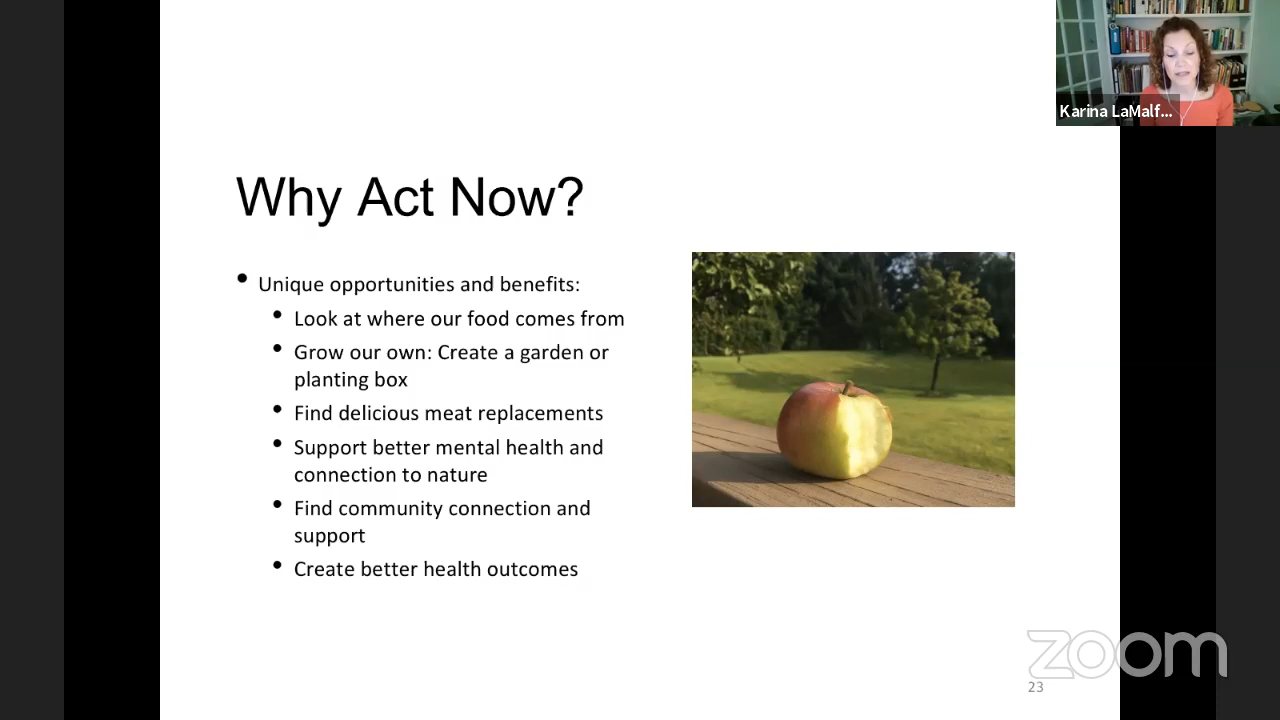 Karina LaMalf...
Why Act Now?
• Unique opportunities and benefits:
• Look at where our food comes from
• Grow our own: Create a garden or
planting box
• Find delicious meat replacements
• Support better mental health and
connection to nature
• Find community connection and
support
• Create better health outcomes
zoom
23